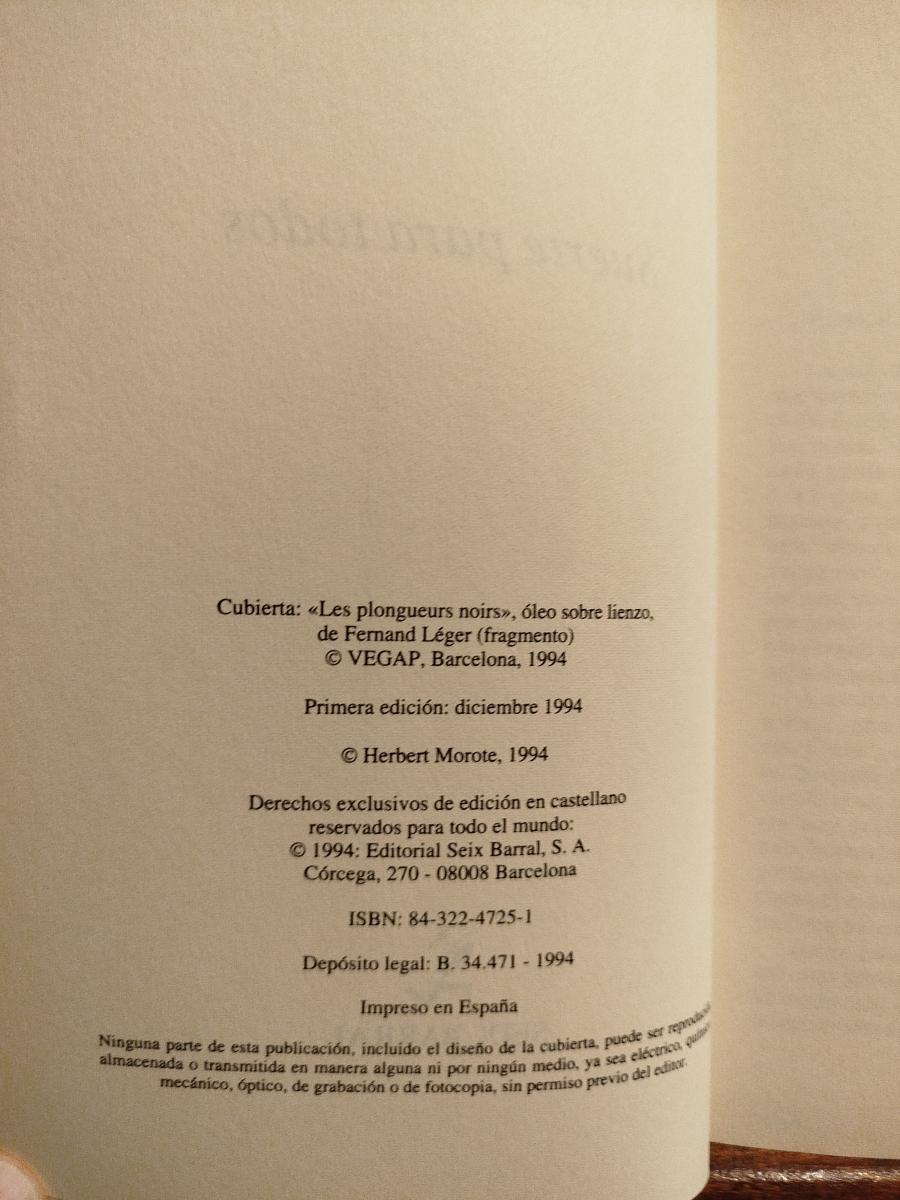 Suerte para todos
Cubierta: «Les plongueurs noirs», óleo sobre lienzo,
de Fernand Léger (fragmento)
© VEGAP, Barcelona, 1994
Primera edición: diciembre 1994
© Herbert Morote, 1994
Derechos exclusivos de edición en castellano
reservados para todo el mundo:
© 1994: Editorial Seix Barral, S. A.
Córcega, 270 - 08008 Barcelona
ISBN: 84-322-4725-1
Depósito legal: B. 34.471 - 1994
Impreso en España
Ninguna parte de esta publicación, incluido el diseño de la cubierta, puede ser
almacenada o transmitida en manera alguna ni por ningún medio, ya sea eléctrico,
mecánico, óptico, de grabación o de fotocopia, sin permiso previo del editor.